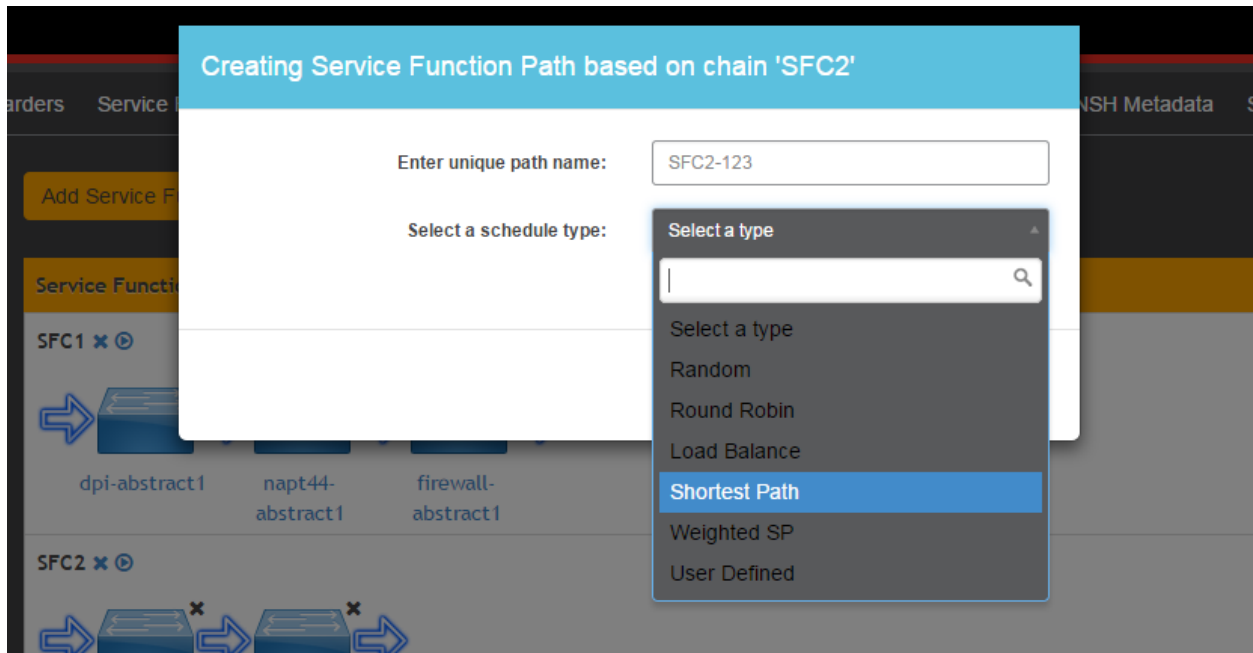 Creating Service Function Path based on chain 'SFC2'
arders Service NSH Metadata
Enter unique path name: SFC2-123
Add Service
Select a schedule type: Select a type
Service Functi
Select a type
SFC1
Random
Round Robin
Load Balance
dpi-abstract1 napt44-abstract1 firewall-abstract1
Shortest Path
Weighted SP
SFC2
User Defined